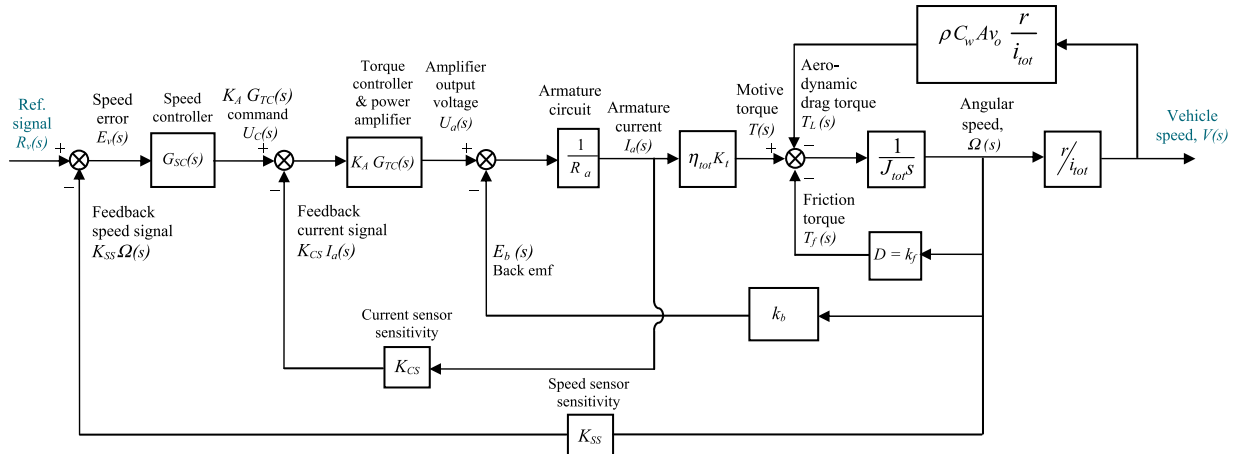 ρ C_w A v_o r/i_tot
Ref.
signal
R_v(s)
+
−
Speed
error
E_v(s)
Speed
controller
G_SC(s)
K_A G_TC(s)
command
U_C(s)
+
−
Torque
controller
& power
amplifier
K_A G_TC(s)
Amplifier
output
voltage
U_a(s)
+
−
Armature
circuit
1/R_a
Armature
current
I_a(s)
η_tot K_t
Motive
torque
T(s)
+
−
−
Aero-
dynamic
drag torque
T_L(s)
1/J_tot s
Angular
speed,
Ω(s)
r/i_tot
Vehicle
speed, V(s)
Feedback
speed signal
K_SS Ω(s)
Feedback
current signal
K_CS I_a(s)
E_b (s)
Back emf
Friction
torque
T_f (s)
D = k_f
k_b
Current sensor
sensitivity
K_CS
Speed sensor
sensitivity
K_SS